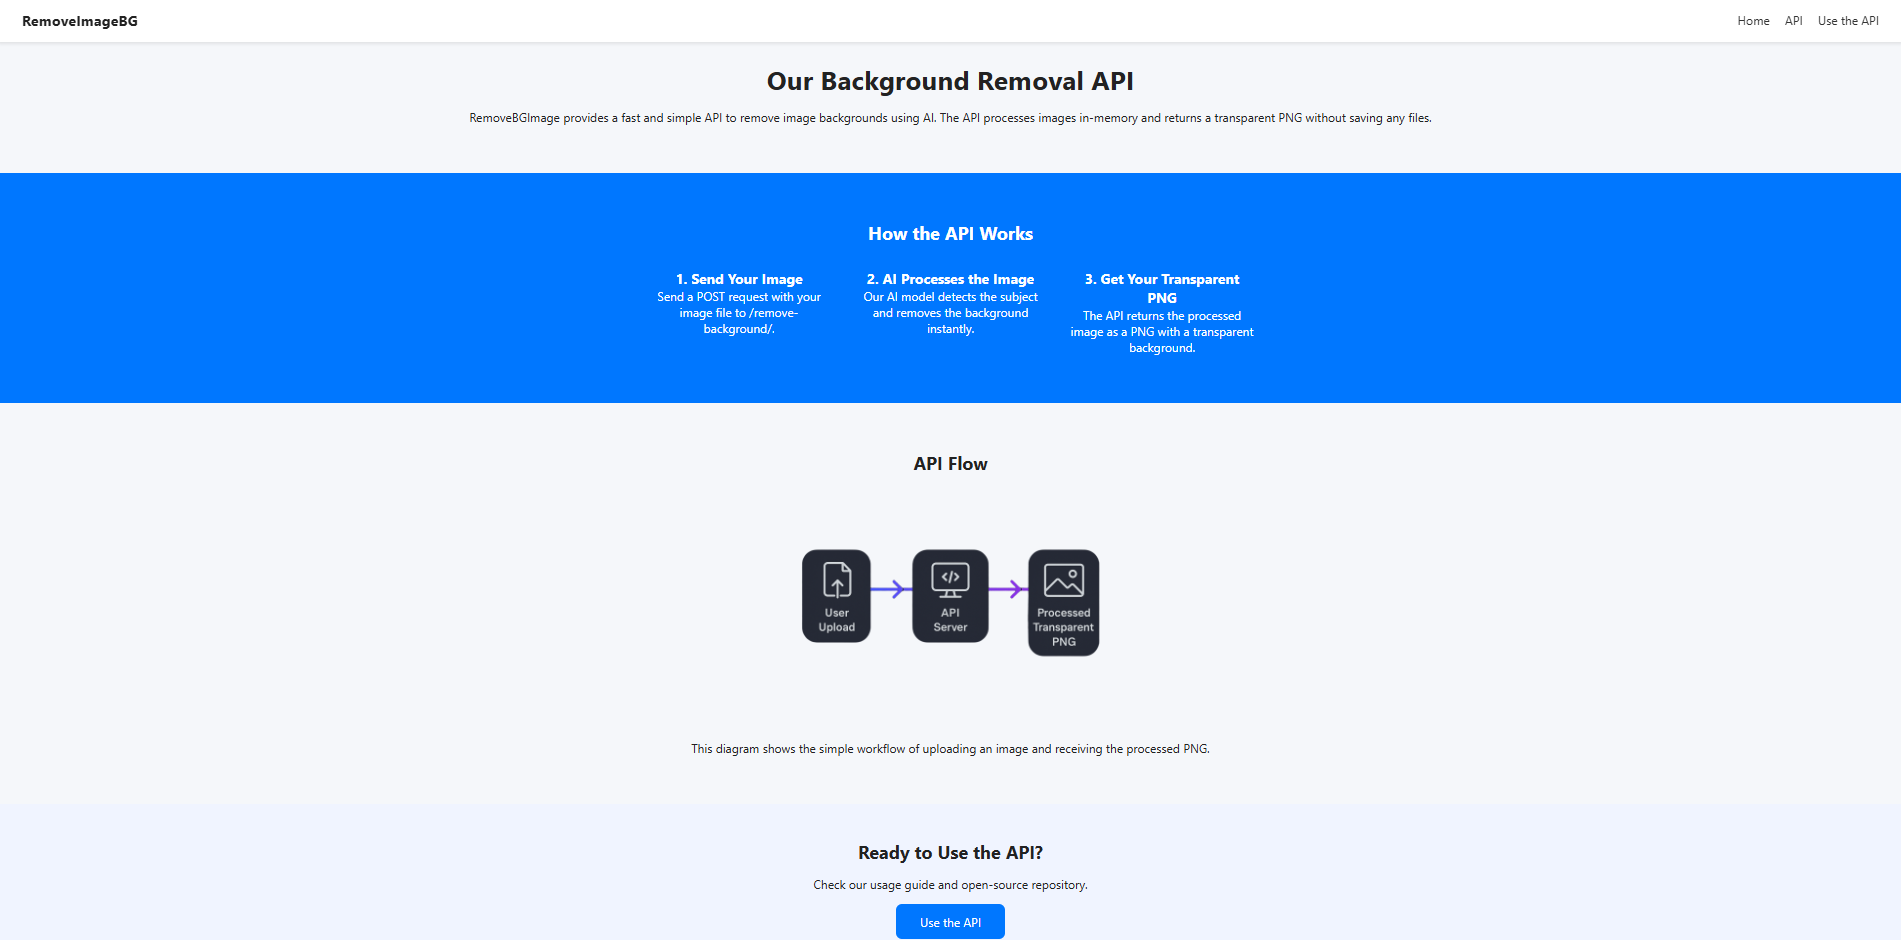 RemoveImageBG
Home API Use the API
Our Background Removal API
RemoveBGImage provides a fast and simple API to remove image backgrounds using AI. The API processes images in-memory and returns a transparent PNG without saving any files.
How the API Works
1. Send Your Image
Send a POST request with your
image file to /remove-
background/.
2. AI Processes the Image
Our AI model detects the subject
and removes the background
instantly.
3. Get Your Transparent
PNG
The API returns the processed
image as a PNG with a transparent
background.
API Flow
User
Upload
</>
API
Server
Processed
Transparent
PNG
This diagram shows the simple workflow of uploading an image and receiving the processed PNG.
Ready to Use the API?
Check our usage guide and open-source repository.
Use the API